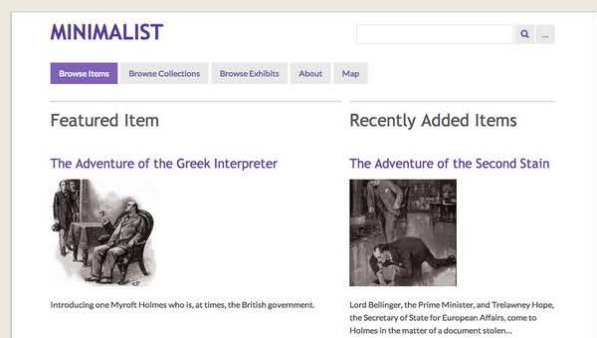 MINIMALIST
...
Browse Items
Browse Collections
Browse Exhibits
About
Map
Featured Item
The Adventure of the Greek Interpreter
Introducing one Myroft Holmes who is, at times, the British government.
Recently Added Items
The Adventure of the Second Stain
Lord Bellinger, the Prime Minister, and Trelawney Hope,
the Secretary of State for European Affairs, come to
Holmes in the matter of a document stolen...